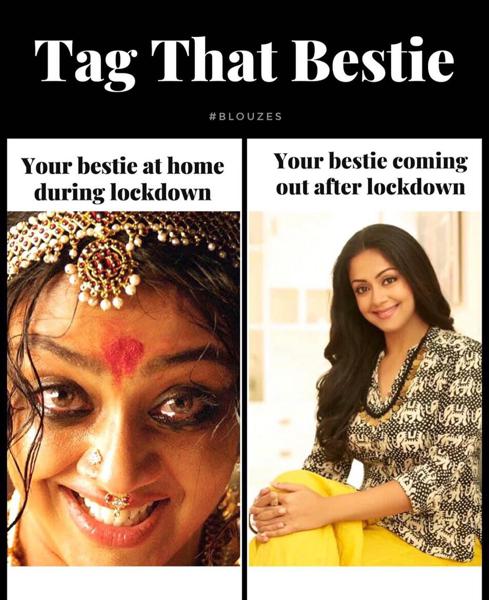 Tag That Bestie
#BLOUZES
Your bestie at home
during lockdown
Your bestie coming
out after lockdown